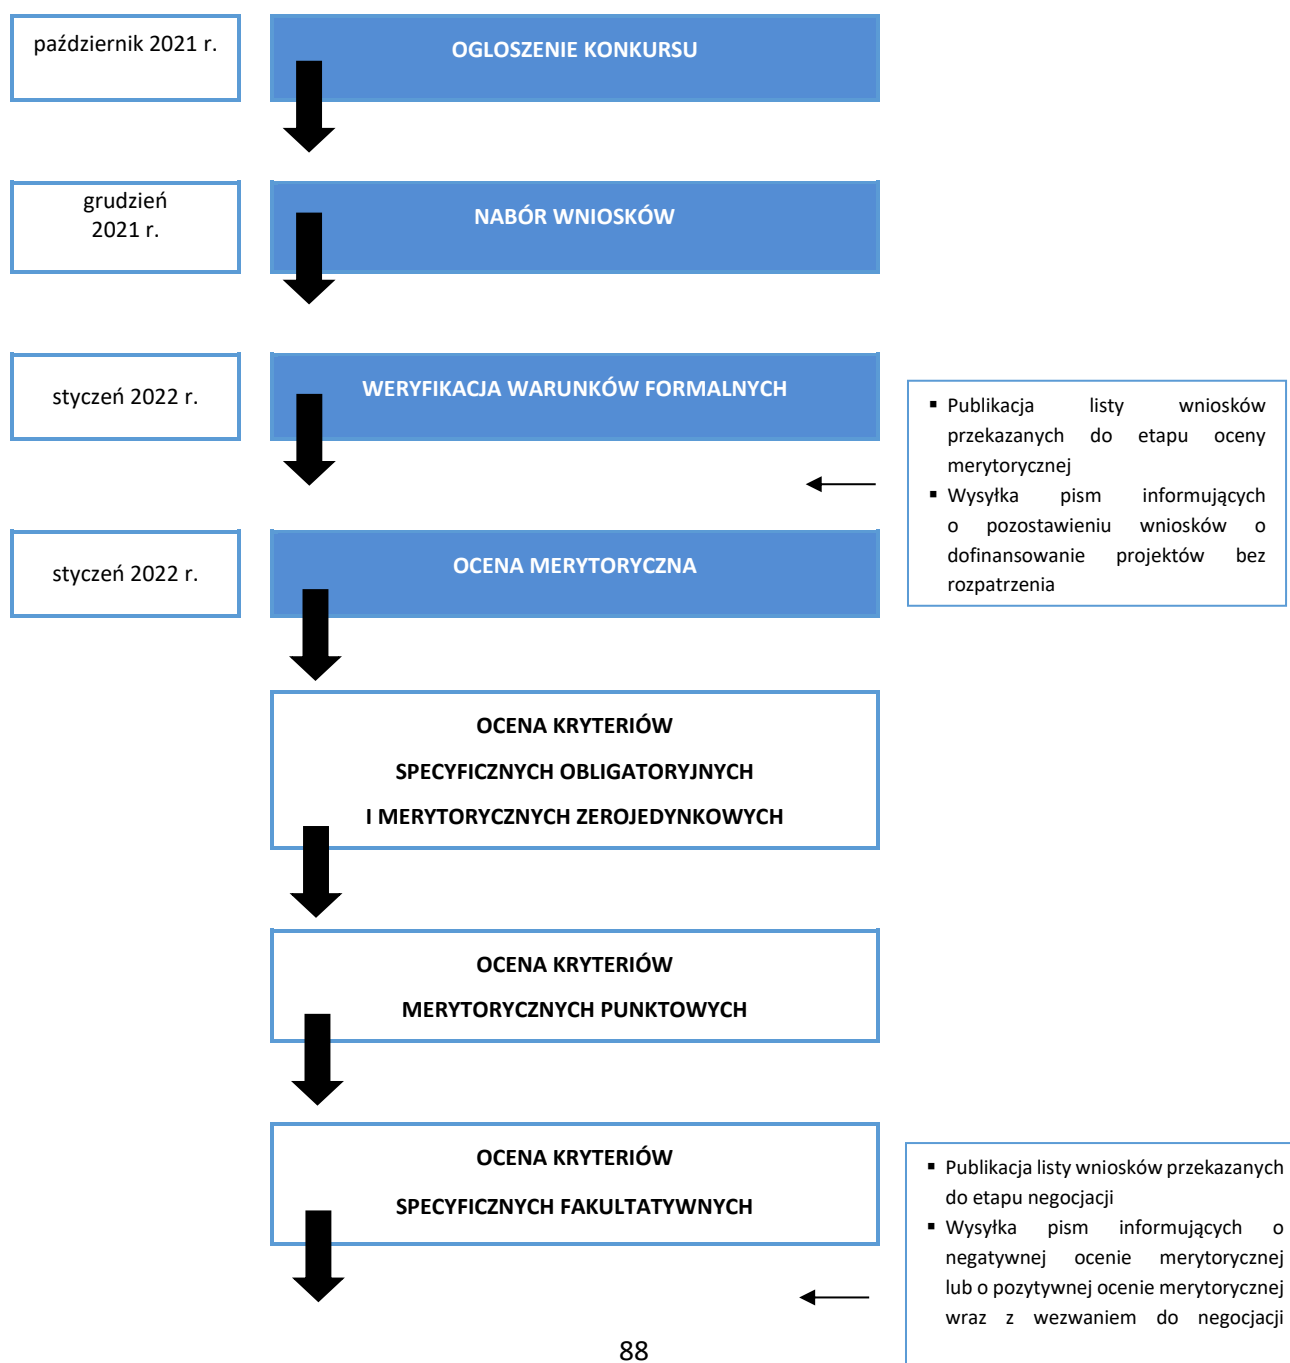 październik 2021 r.
OGLOSZENIE KONKURSU
grudzień
2021 r.
NABÓR WNIOSKÓW
styczeń 2022 r.
WERYFIKACJA WARUNKÓW FORMALNYCH
▪ Publikacja listy wniosków
przekazanych do etapu oceny
merytorycznej
▪ Wysyłka pism informujących
o pozostawieniu wniosków o
dofinansowanie projektów bez
rozpatrzenia
styczeń 2022 r.
OCENA MERYTORYCZNA
OCENA KRYTERIÓW
SPECYFICZNYCH OBLIGATORYJNYCH
I MERYTORYCZNYCH ZEROJEDYNKOWYCH
OCENA KRYTERIÓW
MERYTORYCZNYCH PUNKTOWYCH
OCENA KRYTERIÓW
SPECYFICZNYCH FAKULTATYWNYCH
▪ Publikacja listy wniosków przekazanych
do etapu negocjacji
▪ Wysyłka pism informujących o
negatywnej ocenie merytorycznej
lub o pozytywnej ocenie merytorycznej
wraz z wezwaniem do negocjacji
88